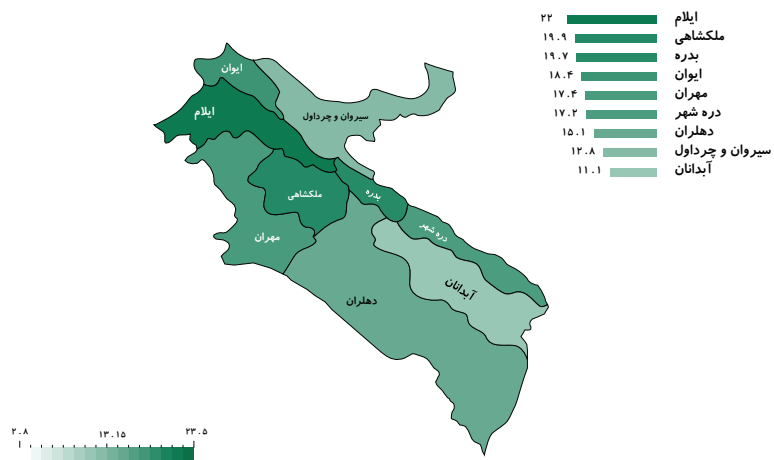 ایلام ۲۲
ملکشاهی ۱۹.۹
بدره ۱۹.۷
ایوان ۱۸.۴
مهران ۱۷.۴
دره شهر ۱۷.۲
دهلران ۱۵.۱
سیروان و چرداول ۱۲.۸
آبدانان ۱۱.۱
ایوان
ایلام
سیروان و چرداول
ملکشاهی
بدره
مهران
دره شهر
آبدانان
دهلران
۲.۸ ۱۳.۱۵ ۲۳.۵